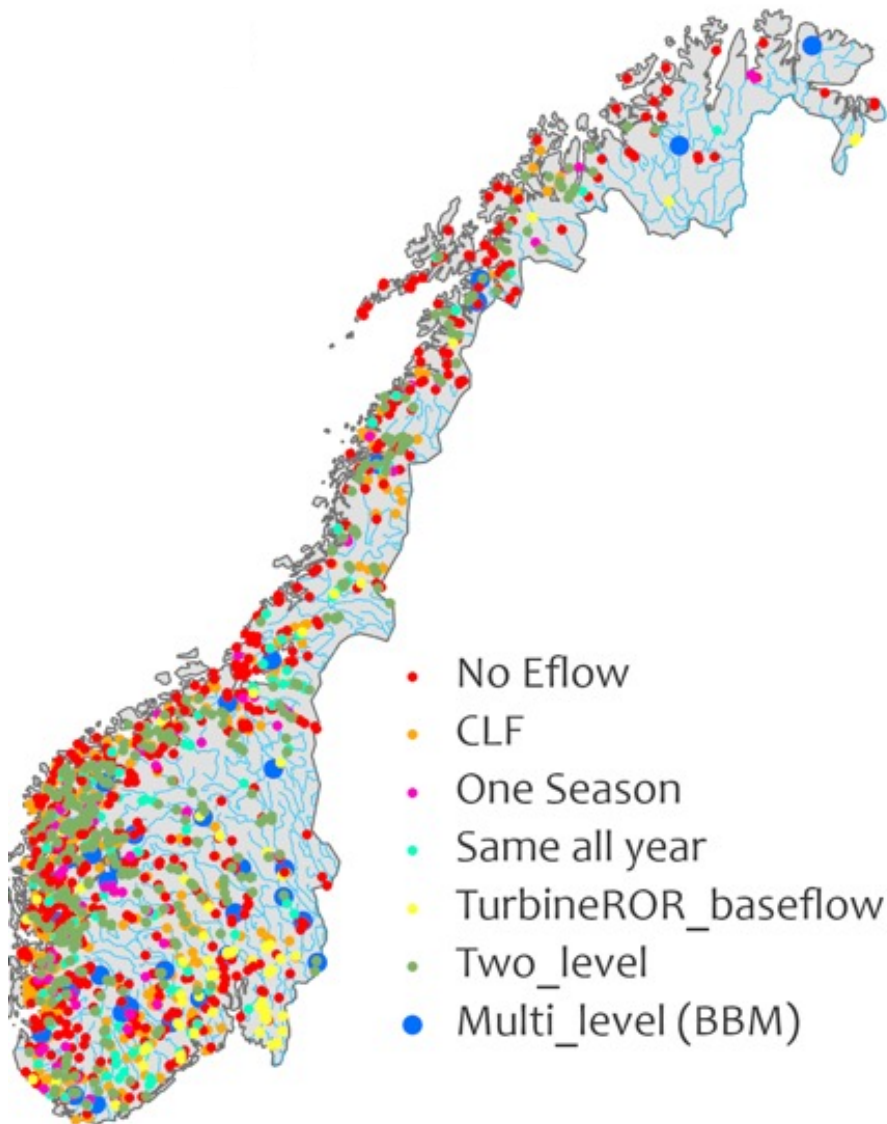 No Eflow
CLF
One Season
Same all year
TurbineROR_baseflow
Two_level
Multi_level (BBM)